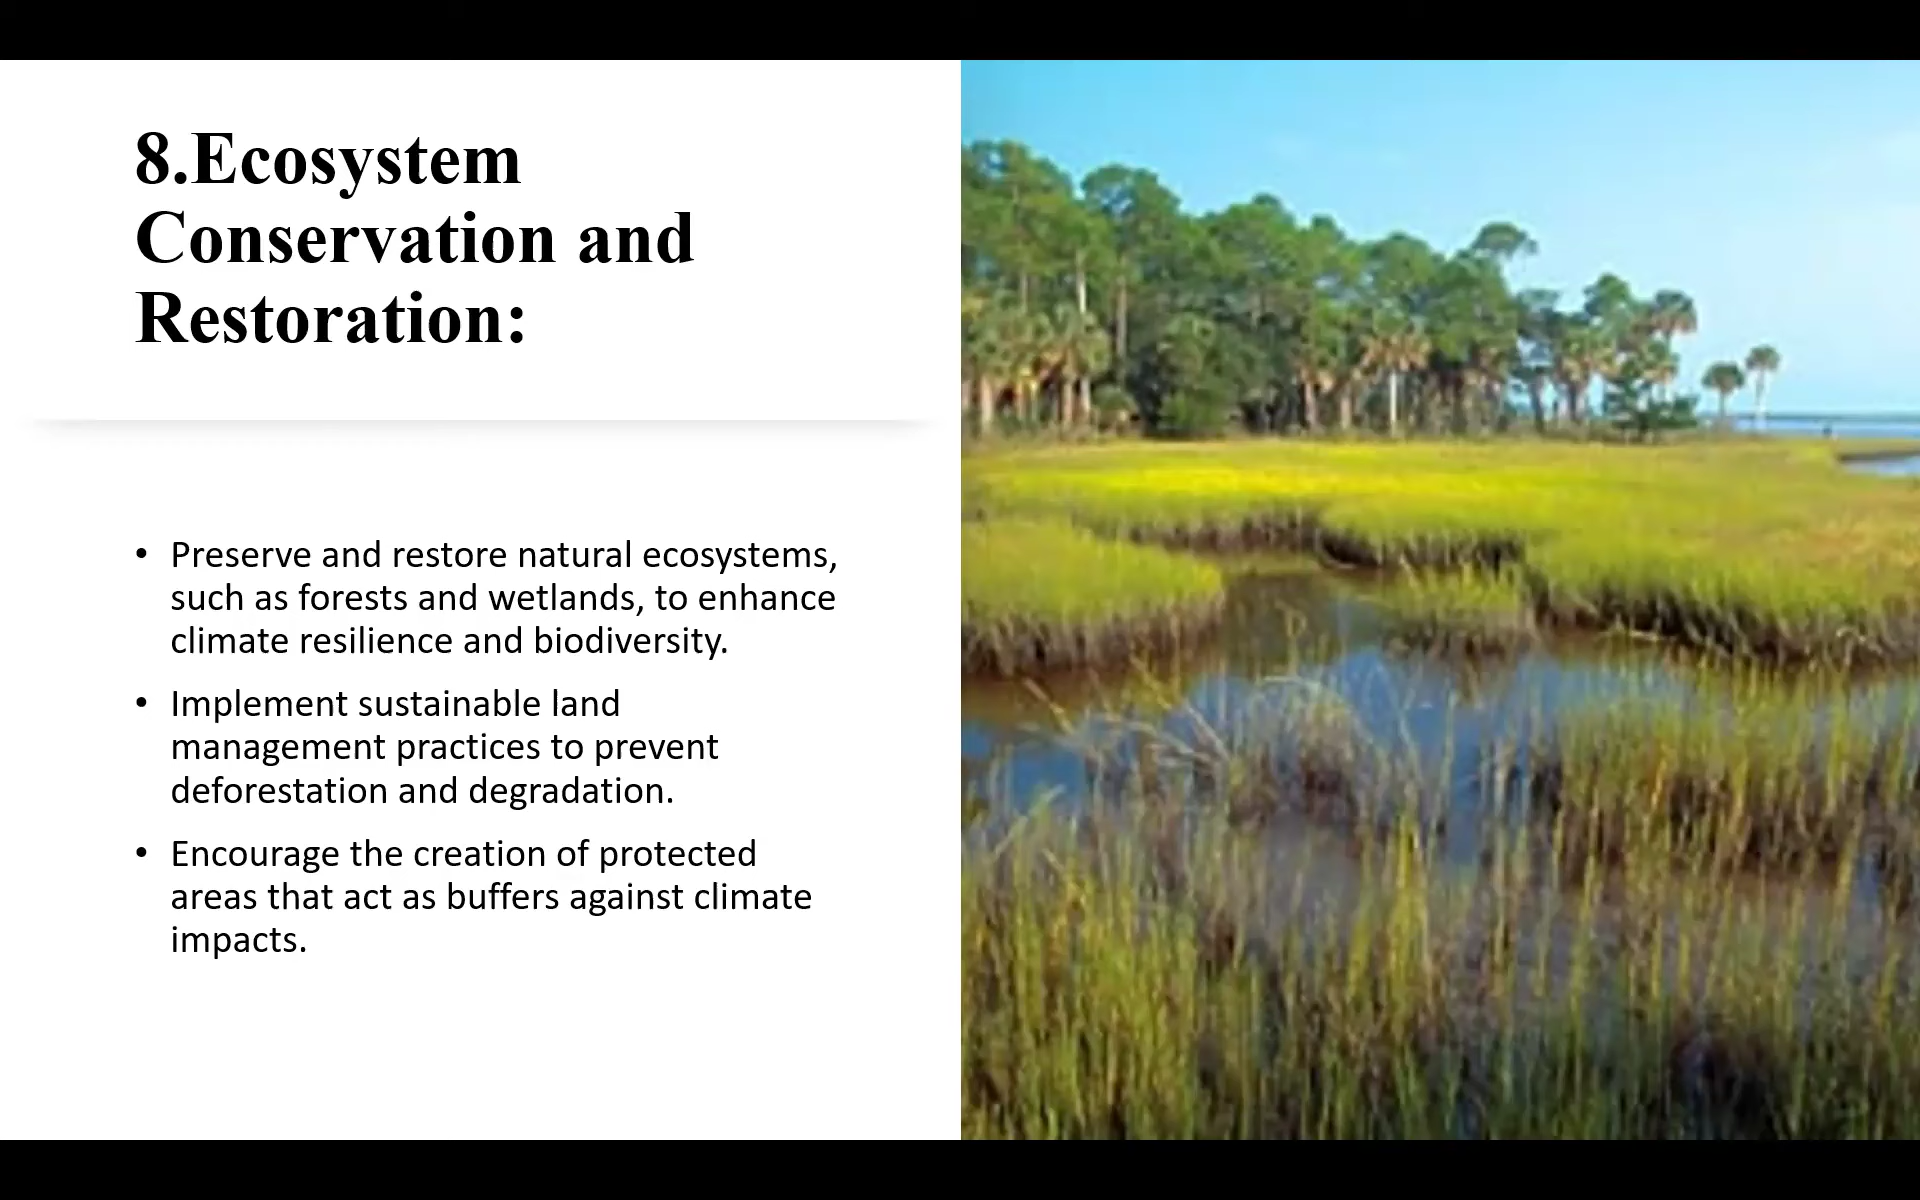 8.Ecosystem
Conservation and
Restoration:
• Preserve and restore natural ecosystems,
such as forests and wetlands, to enhance
climate resilience and biodiversity.
• Implement sustainable land
management practices to prevent
deforestation and degradation.
• Encourage the creation of protected
areas that act as buffers against climate
impacts.